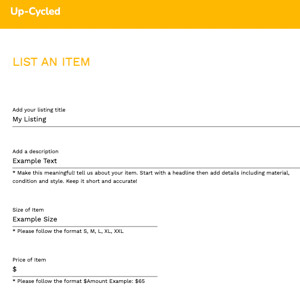 Up-Cycled
LIST AN ITEM
Add your listing title
My Listing
Add a description
Example Text
* Make this meaningful! tell us about your item. Start with a headline then add details including material,
condition and style. Keep it short and accurate!
Size of Item
Example Size
* Please follow the format S, M, L, XL, XXL
Price of Item
$
* Please follow the format $Amount Example: $65